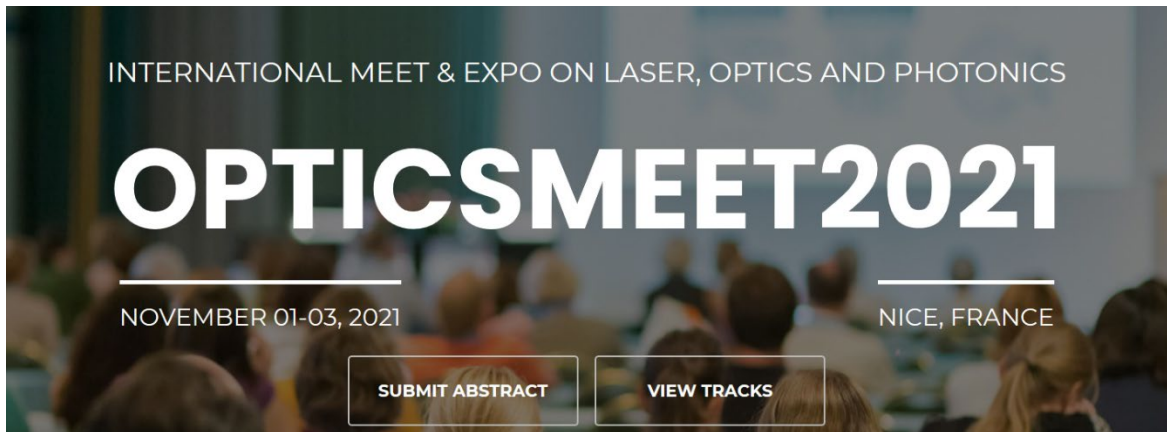 INTERNATIONAL MEET & EXPO ON LASER, OPTICS AND PHOTONICS
OPTICSMEET2021
NOVEMBER 01-03, 2021
NICE, FRANCE
SUBMIT ABSTRACT
VIEW TRACKS